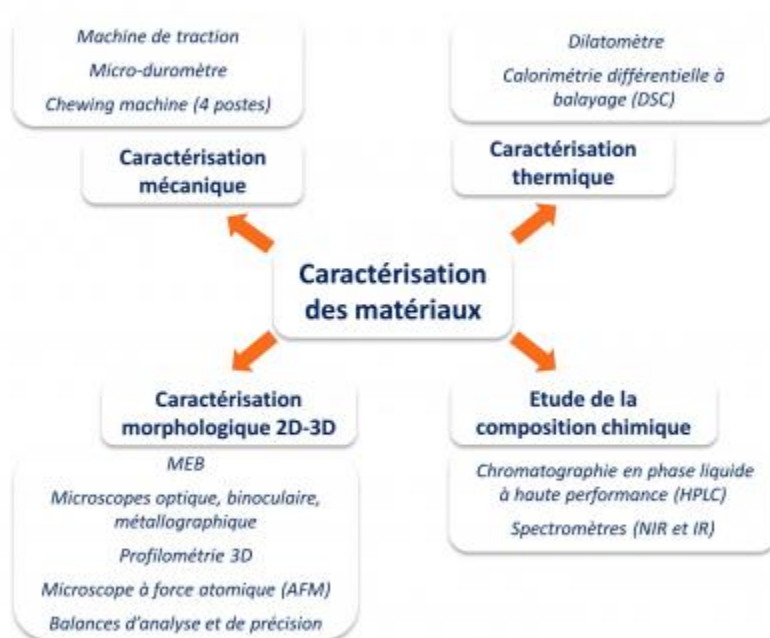 Machine de traction
Micro-duromètre
Chewing machine (4 postes)
Caractérisation
mécanique
Dilatomètre
Calorimétrie différentielle à
balayage (DSC)
Caractérisation
thermique
Caractérisation
des matériaux
Caractérisation
morphologique 2D-3D
MEB
Microscopes optique, binoculaire,
métallographique
Profilométrie 3D
Microscope à force atomique (AFM)
Balances d'analyse et de précision
Etude de la
composition chimique
Chromatographie en phase liquide
à haute performance (HPLC)
Spectromètres (NIR et IR)